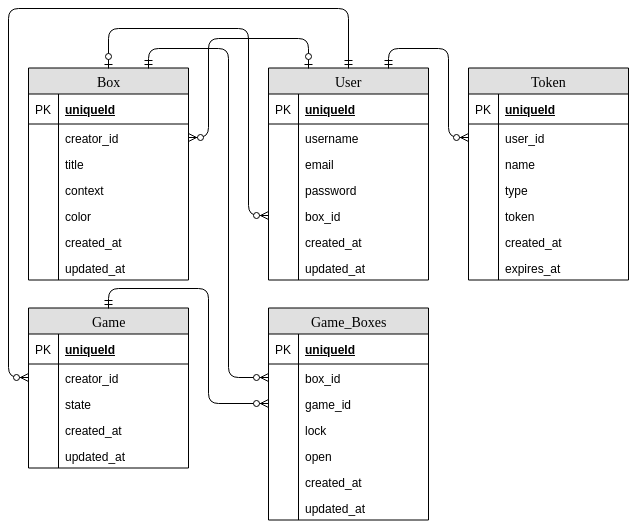 Box
PK uniqueId
creator_id
title
context
color
created_at
updated_at
User
PK uniqueId
username
email
password
box_id
created_at
updated_at
Token
PK uniqueId
user_id
name
type
token
created_at
expires_at
Game
PK uniqueId
creator_id
state
created_at
updated_at
Game_Boxes
PK uniqueId
box_id
game_id
lock
open
created_at
updated_at